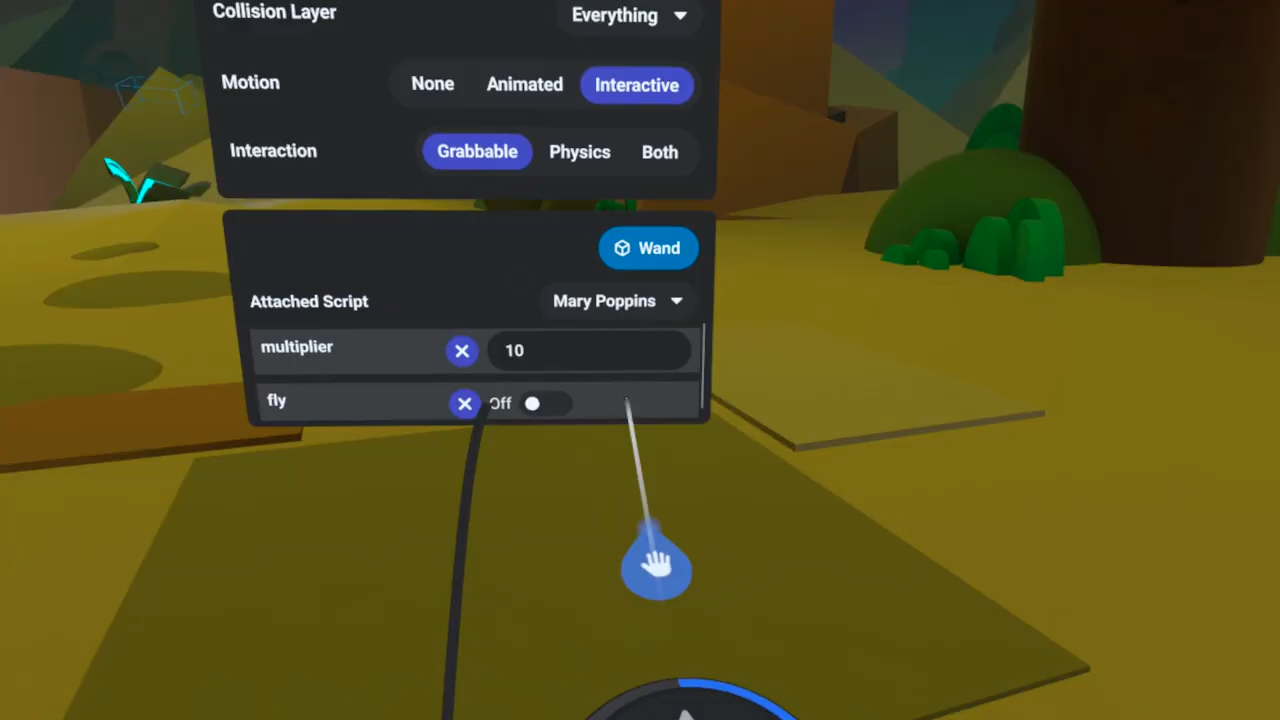 Collision Layer Everything
Motion None Animated Interactive
Interaction Grabbable Physics Both
Wand
Attached Script Mary Poppins
multiplier 10
fly Off